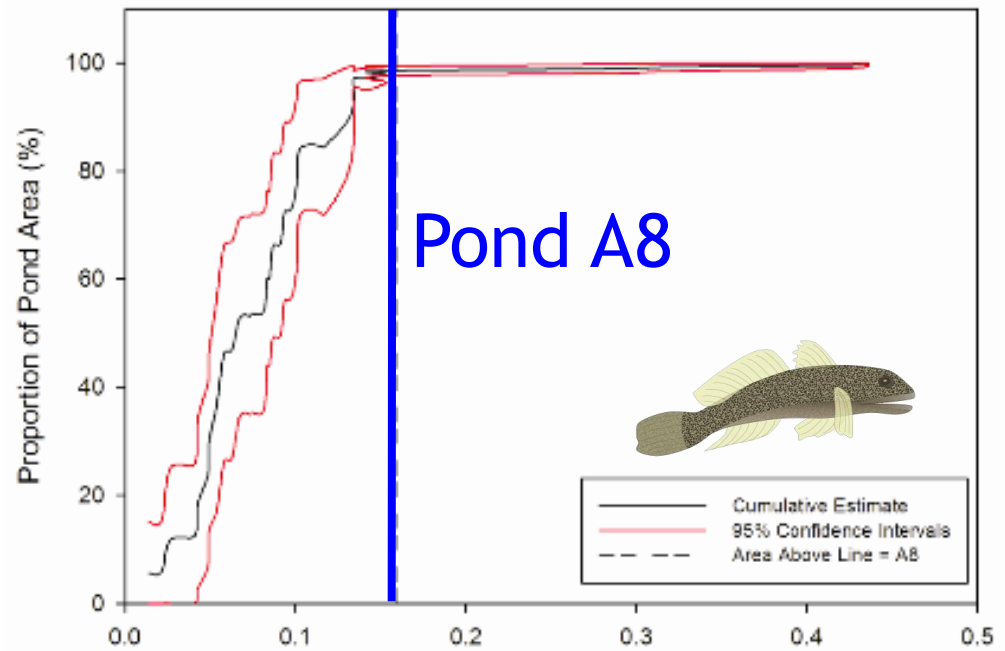 Proportion of Pond Area (%)
100
80
60
40
20
0
Pond A8
Cumulative Estimate
95% Confidence Intervals
Area Above Line = A8
0.0 0.1 0.2 0.3 0.4 0.5